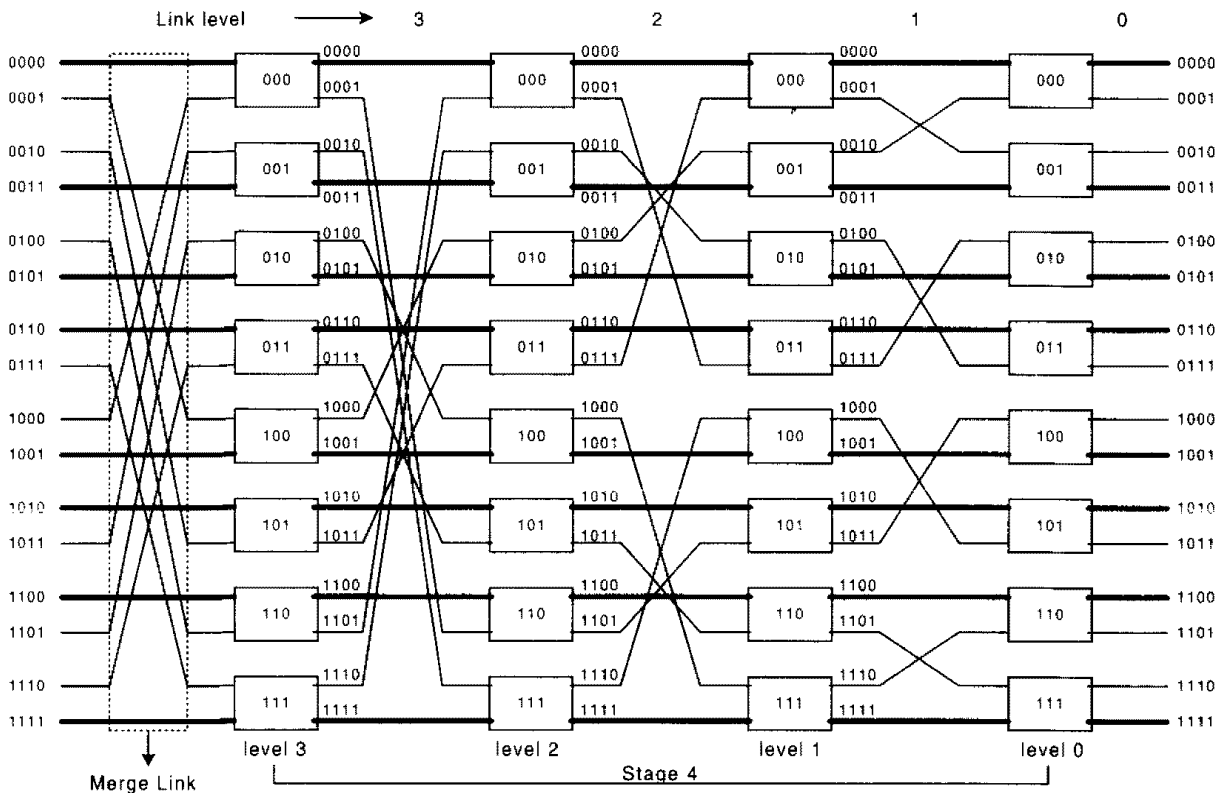 Link level 3 2 1 0
0000 0000 0000 0000 0000
000 000 000 000
0001 0001 0001 0001 0001
0010 0010 0010 0010 0010
001 001 001 001
0011 0011 0011 0011 0011
0100 0100 0100 0100 0100
010 010 010 010
0101 0101 0101 0101 0101
0110 0110 0110 0110 0110
011 011 011 011
0111 0111 0111 0111 0111
1000 1000 1000 1000 1000
100 100 100 100
1001 1001 1001 1001 1001
1010 1010 1010 1010 1010
101 101 101 101
1011 1011 1011 1011 1011
1100 1100 1100 1100 1100
110 110 110 110
1101 1101 1101 1101 1101
1110 1110 1110 1110 1110
111 111 111 111
1111 1111 1111 1111 1111
level 3 level 2 level 1 level 0
Merge Link Stage 4